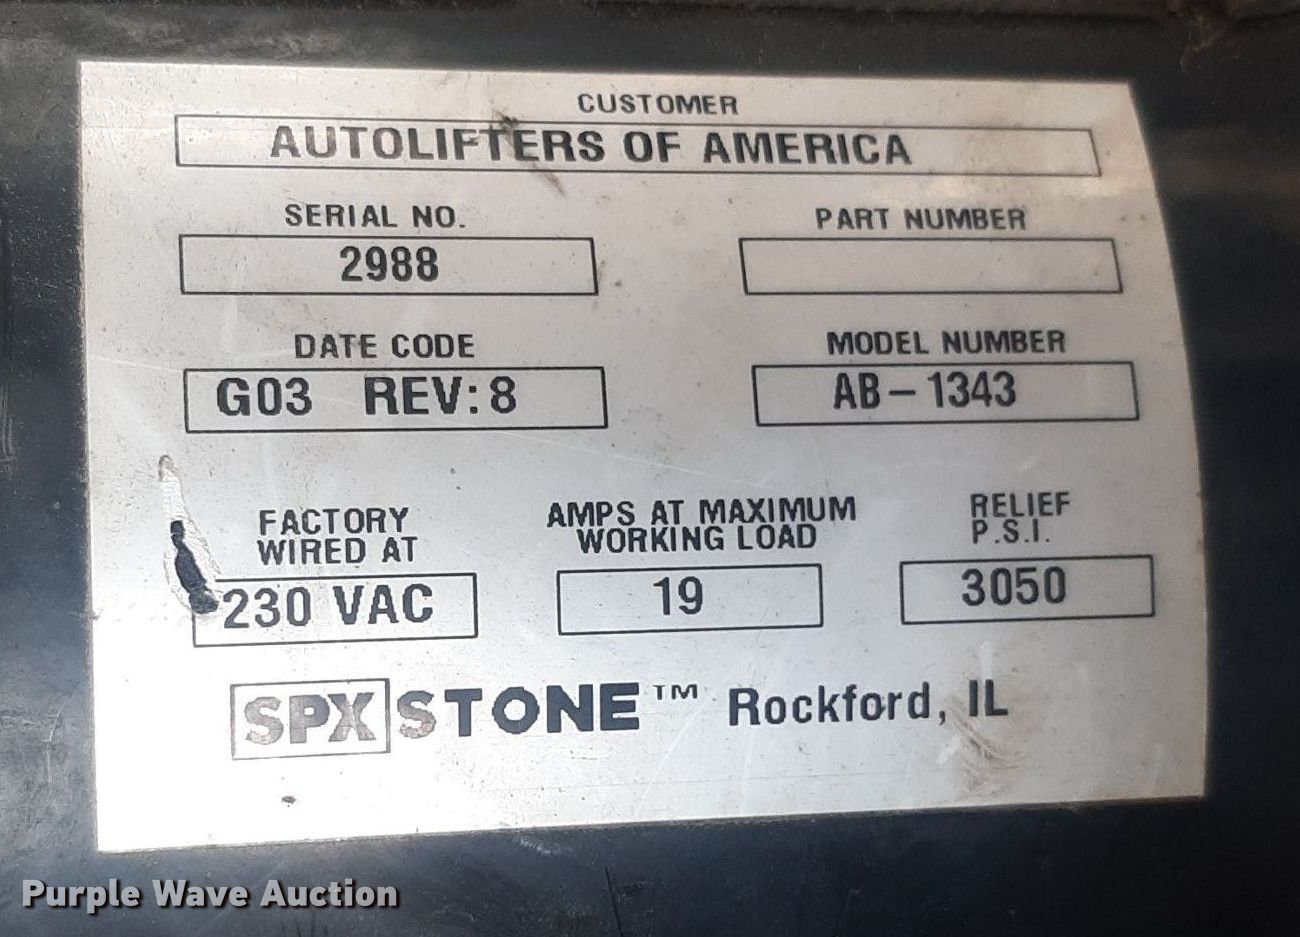 CUSTOMER
AUTOLIFTERS OF AMERICA
SERIAL NO. PART NUMBER
2988
DATE CODE MODEL NUMBER
G03 REV:8 AB-1343
FACTORY WIRED AT
AMPS AT MAXIMUM WORKING LOAD
RELIEF P.S.I.
230 VAC 19 3050
SPX STONE™ Rockford, IL
Purple Wave Auction